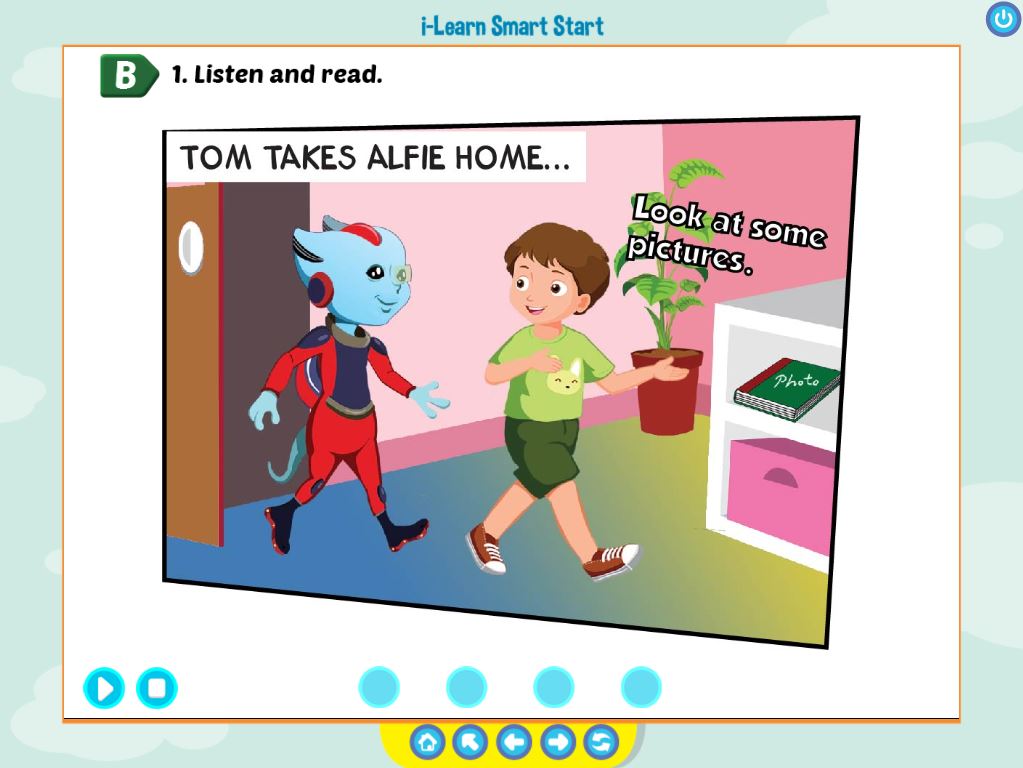 i-Learn Smart Start
B
1. Listen and read.
TOM TAKES ALFIE HOME...
Look at some
pictures.
Photo